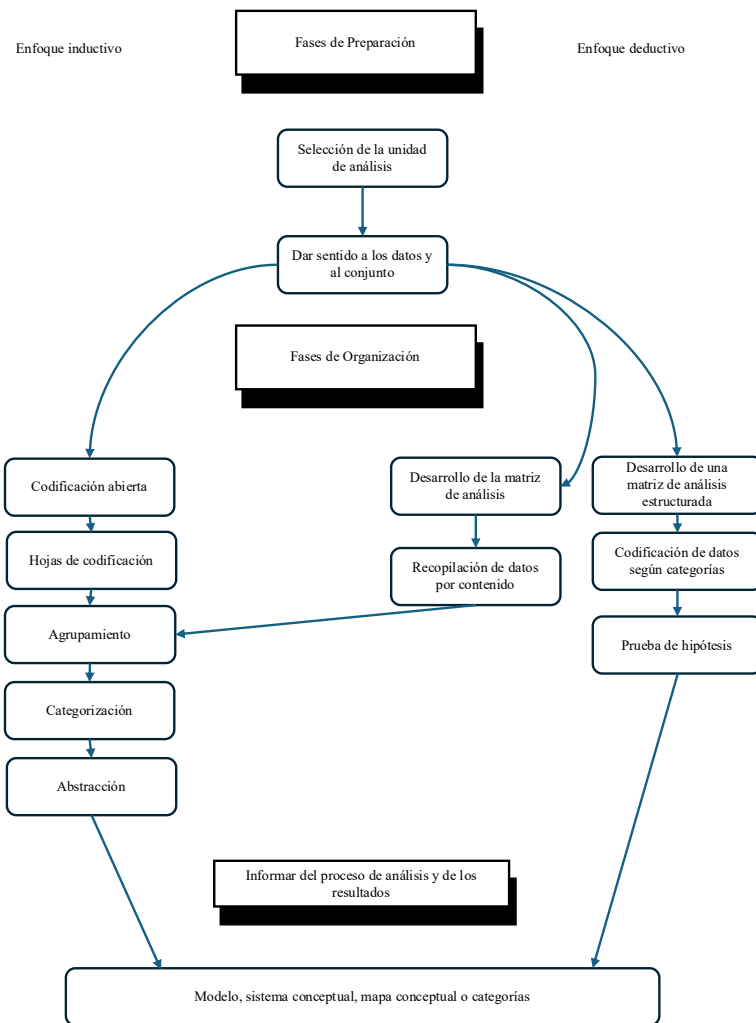 Enfoque inductivo
Fases de Preparación
Enfoque deductivo
Selección de la unidad
de análisis
Dar sentido a los datos y
al conjunto
Fases de Organización
Codificación abierta
Desarrollo de la matriz
de análisis
Desarrollo de una
matriz de análisis
estructurada
Hojas de codificación
Recopilación de datos
por contenido
Codificación de datos
según categorías
Agrupamiento
Prueba de hipótesis
Categorización
Abstracción
Informar del proceso de análisis y de los
resultados
Modelo, sistema conceptual, mapa conceptual o categorías